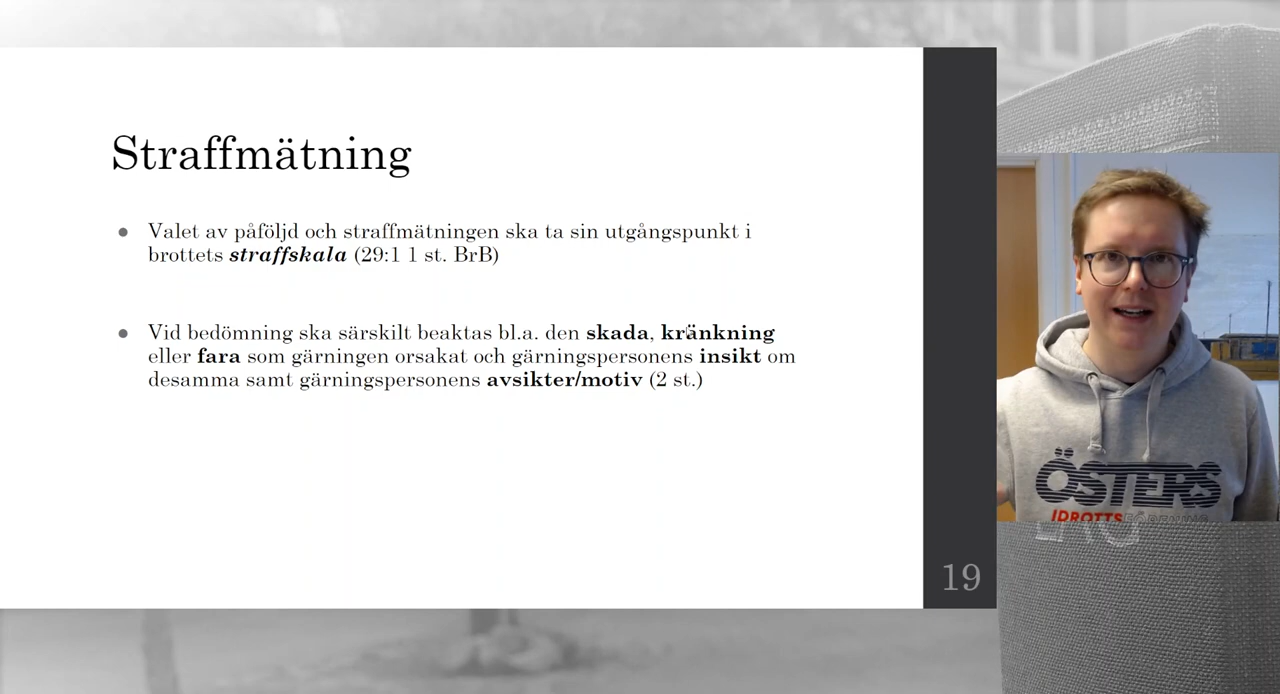 Straffmätning
Valet av påföljd och straffmätningen ska ta sin utgångspunkt i
brottets straffskala (29:1 1 st. BrB)
Vid bedömning ska särskilt beaktas bl.a. den skada, kränkning
eller fara som gärningen orsakat och gärningspersonens insikt om
desamma samt gärningspersonens avsikter/motiv (2 st.)
19
ÖSTERS
IDROTTSFÖRENING